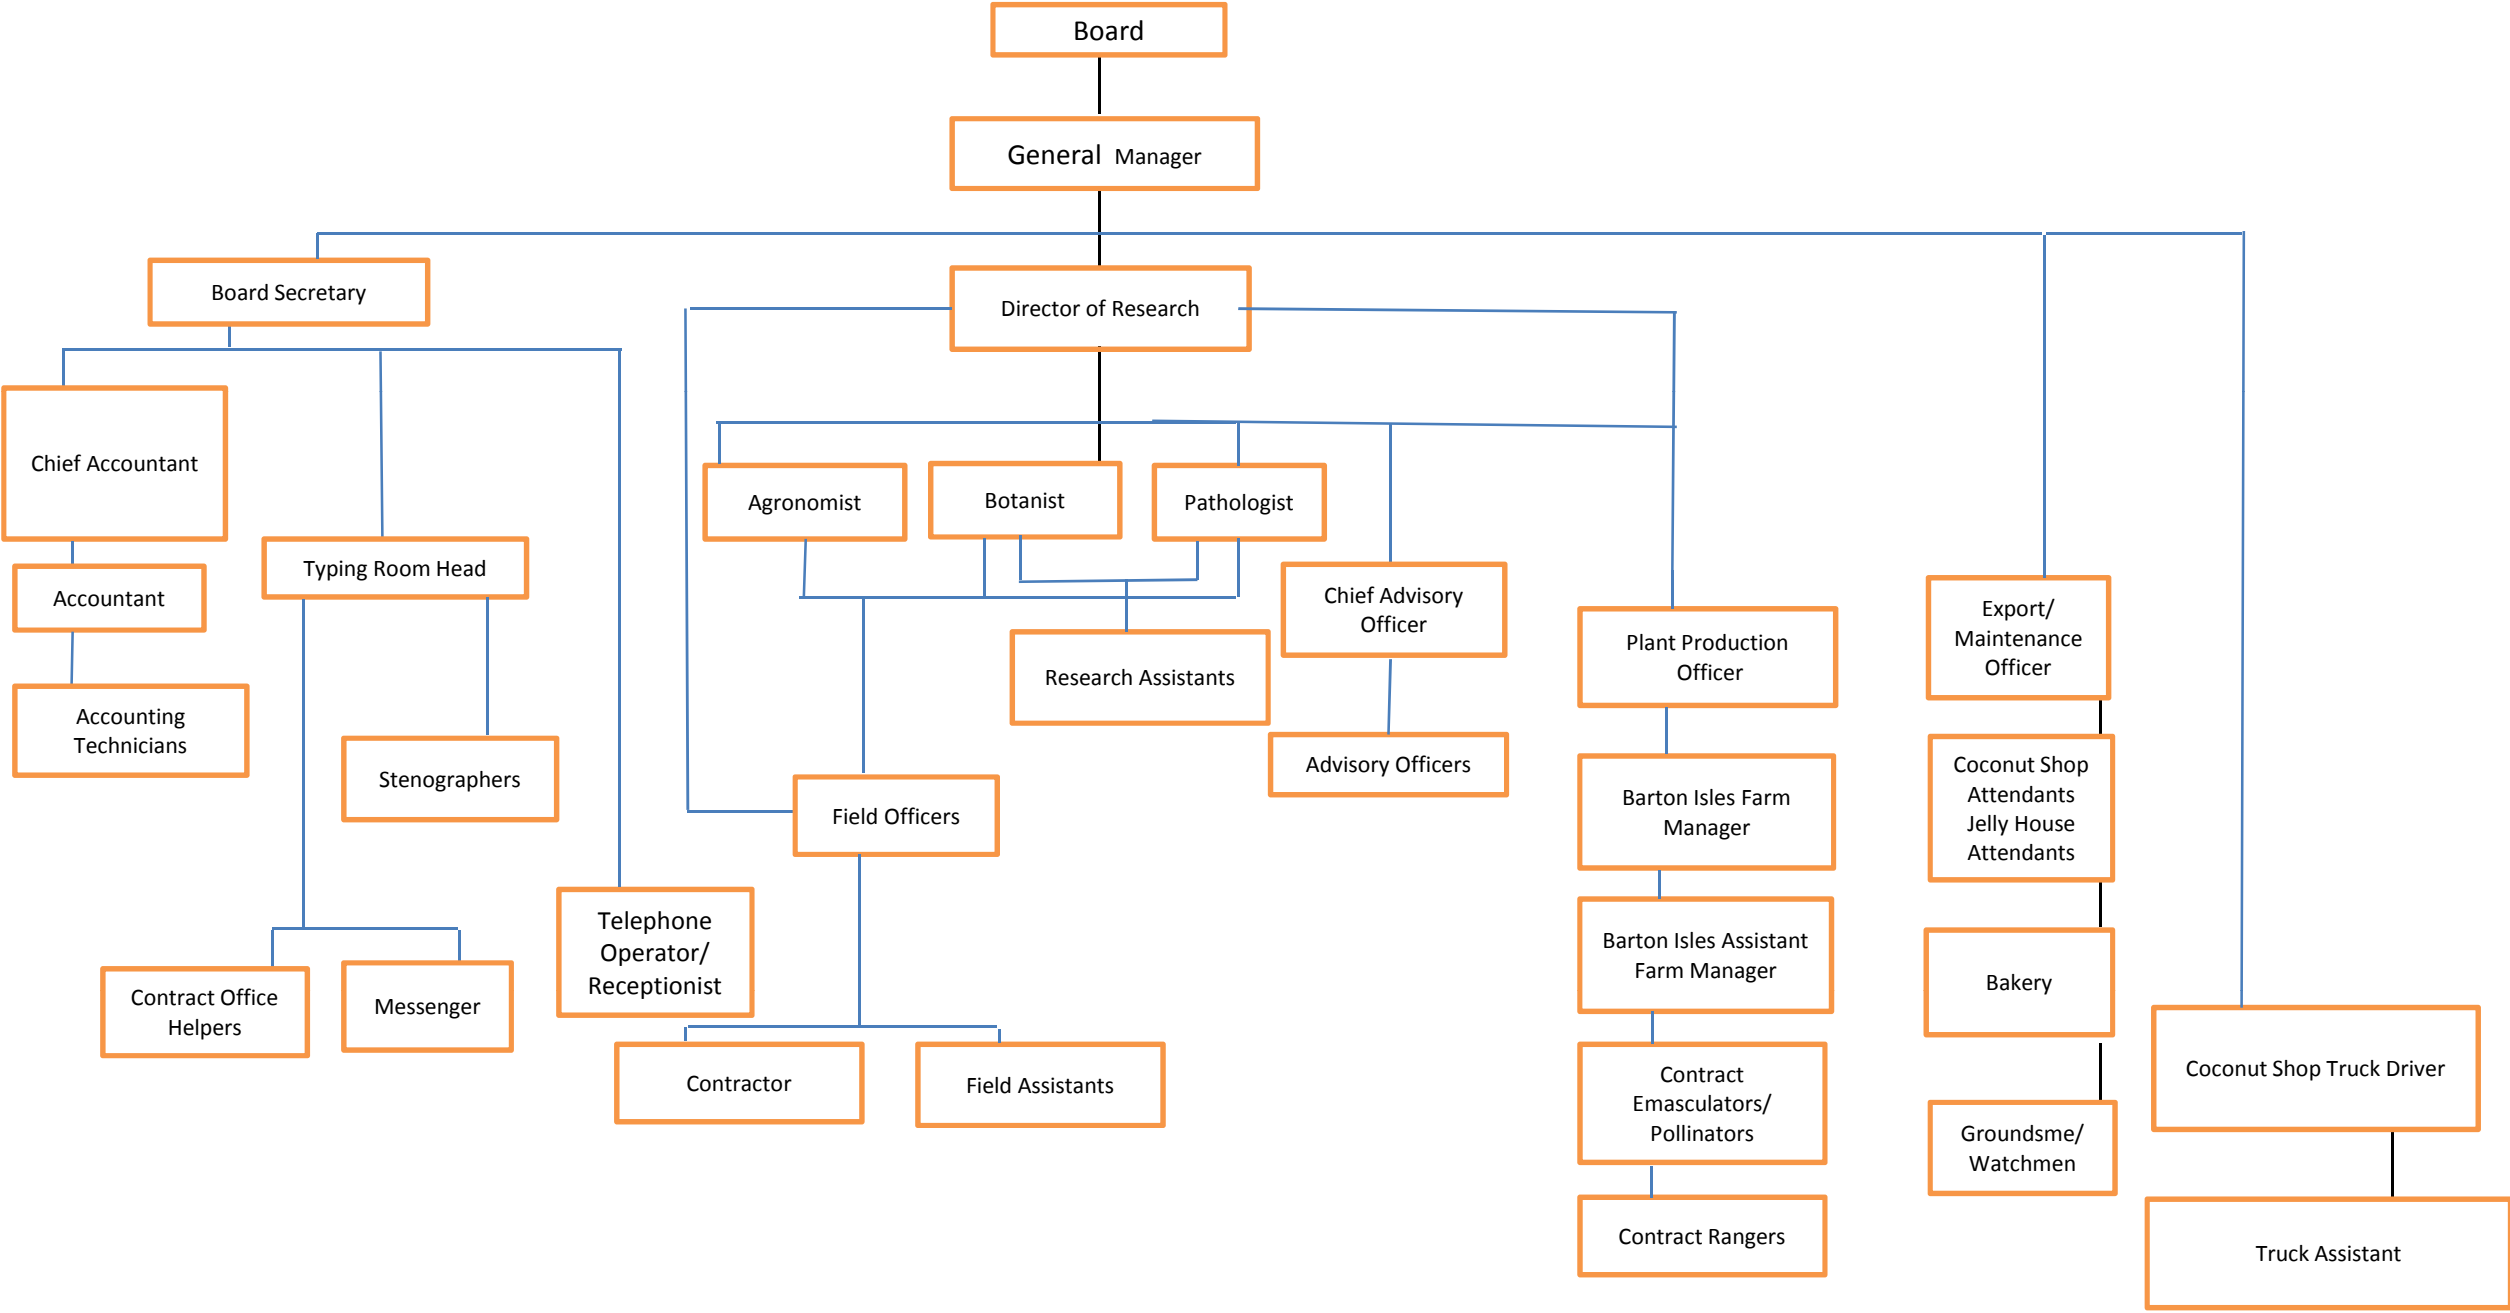 Board
General Manager
Board Secretary
Director of Research
Chief Accountant
Agronomist
Botanist
Pathologist
Typing Room Head
Accountant
Chief Advisory
Officer
Export/
Maintenance
Officer
Plant Production
Officer
Research Assistants
Accounting
Technicians
Stenographers
Advisory Officers
Coconut Shop
Attendants
Jelly House
Attendants
Field Officers
Barton Isles Farm
Manager
Telephone
Operator/
Receptionist
Barton Isles Assistant
Farm Manager
Bakery
Contract Office
Helpers
Messenger
Contractor
Field Assistants
Contract
Emasculators/
Pollinators
Coconut Shop Truck Driver
Groundsme/
Watchmen
Contract Rangers
Truck Assistant